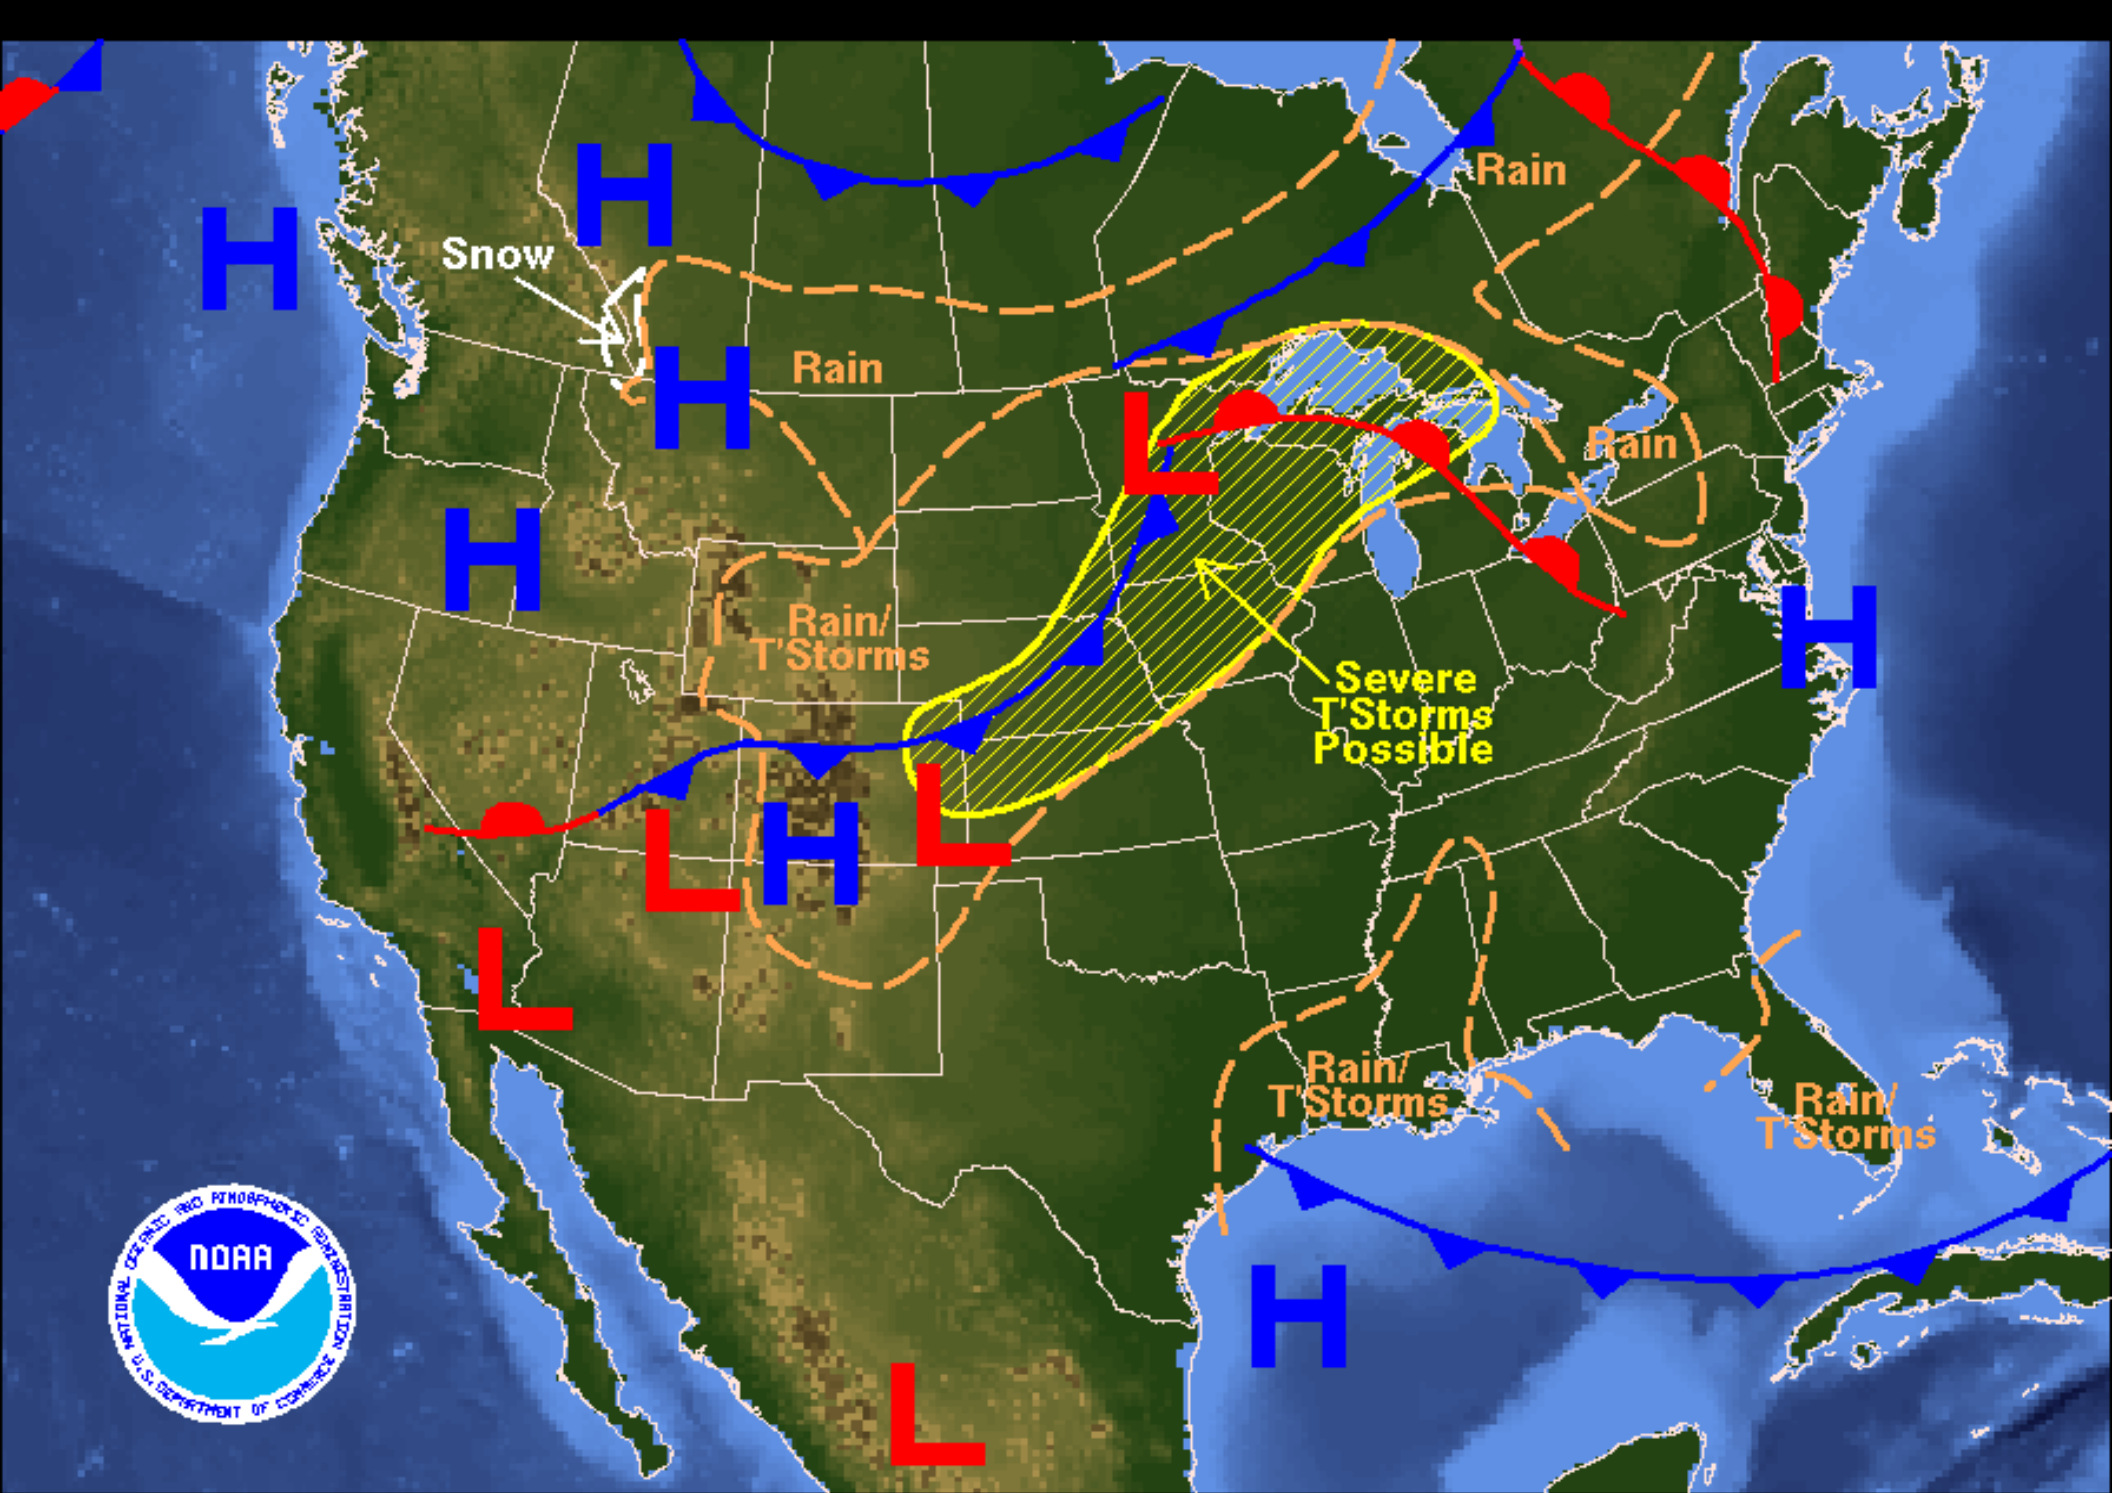 Rain
Snow
H
H
H
Rain
L
Rain
H
Rain/
T'Storms
H
Severe
T'Storms
Possible
L
H
L
L
Rain/
T'Storms
Rain/
T'Storms
H
L
NOAA
NATIONAL OCEANIC AND ATMOSPHERIC ADMINISTRATION
U.S. DEPARTMENT OF COMMERCE